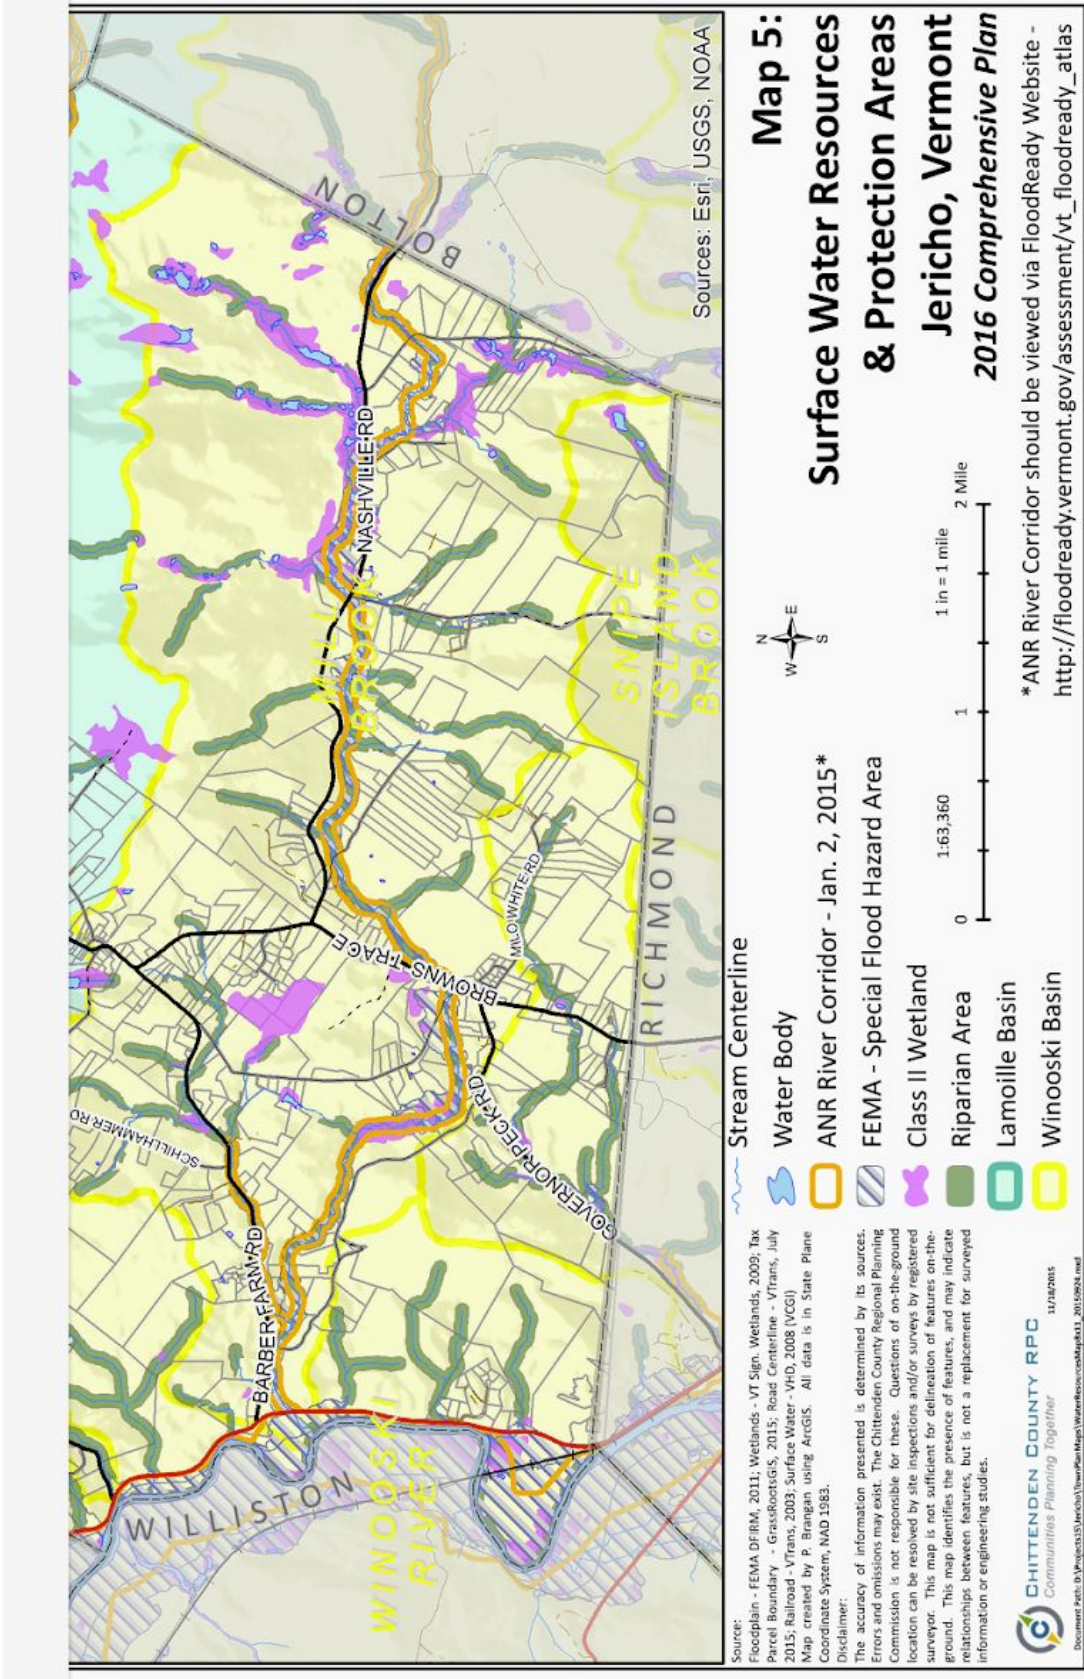 BOLTON
NASHVILLE RD
MILL
BROOK
SNIPE
ISLAND
BROOK
BROWNS TRACE
MILO WHITE RD
RICHMOND
SCHILLHAMMER RD
GOVERNOR PECK RD
BARBER FARM RD
WILLISTON
WINOOSKI
RIVER
Sources: Esri, USGS, NOAA
Map 5:
Surface Water Resources
& Protection Areas
Jericho, Vermont
2016 Comprehensive Plan
*ANR River Corridor should be viewed via FloodReady Website -
http://floodready.vermont.gov/assessment/vt_floodready_atlas
N
W E
S
1:63,360
1 in = 1 mile
0 1 2 Mile
Stream Centerline
Water Body
ANR River Corridor - Jan. 2, 2015*
FEMA - Special Flood Hazard Area
Class II Wetland
Riparian Area
Lamoille Basin
Winooski Basin
Source:
Floodplain - FEMA DFIRM, 2011; Wetlands - VT Sign. Wetlands, 2009; Tax
Parcel Boundary - GrassRootsGIS, 2015; Road Centerline - VTrans, July
2015; Railroad - VTrans, 2003; Surface Water - VHD, 2008 (VCGI)
Map created by P. Brangan using ArcGIS. All data is in State Plane
Coordinate System, NAD 1983.
Disclaimer:
The accuracy of information presented is determined by its sources.
Errors and omissions may exist. The Chittenden County Regional Planning
Commission is not responsible for these. Questions of on-the-ground
location can be resolved by site inspections and/or surveys by registered
surveyor. This map is not sufficient for delineation of features on-the-
ground. This map identifies the presence of features, and may indicate
relationships between features, but is not a replacement for surveyed
information or engineering studies.
CHITTENDEN COUNTY RPC
Communities Planning Together
11/18/2015